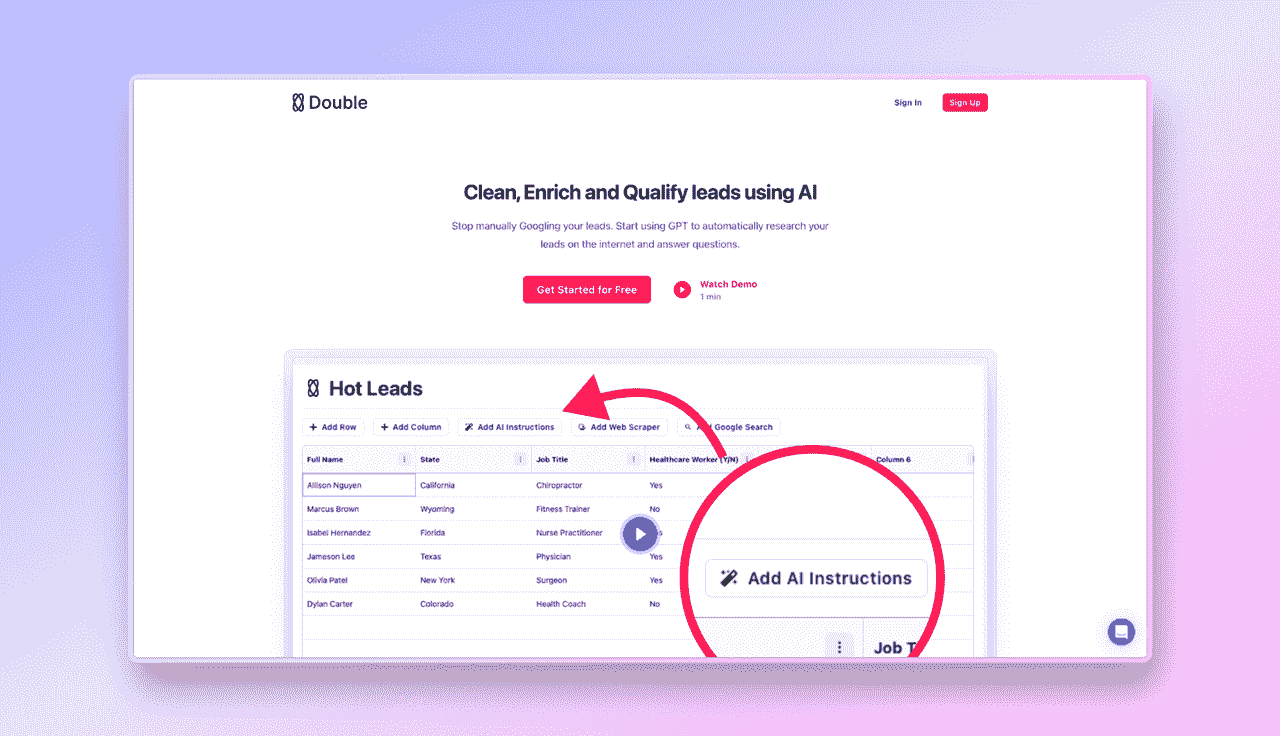 Double
Sign In
Sign Up
Clean, Enrich and Qualify leads using AI
Stop manually Googling your leads. Start using GPT to automatically research your
leads on the internet and answer questions.
Get Started for Free
Watch Demo
1 min
Hot Leads
Add Row
Add Column
Add AI Instructions
Add Web Scraper
Google Search
Full Name
State
Job Title
Healthcare Worker (Y/N)
Column 6
Allison Nguyen
California
Chiropractor
Yes
Marcus Brown
Wyoming
Fitness Trainer
No
Isabel Hernandez
Florida
Nurse Practitioner
Jameson Lee
Texas
Physician
Yes
Olivia Patel
New York
Surgeon
Yes
Dylan Carter
Colorado
Health Coach
No
Add AI Instructions
Job